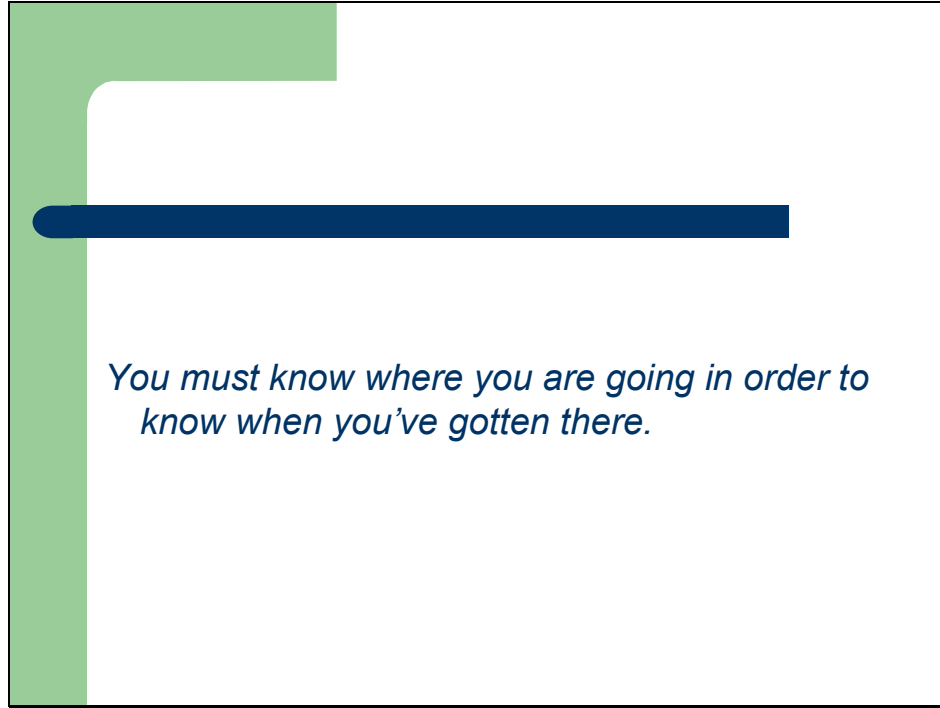 You must know where you are going in order to
know when you’ve gotten there.